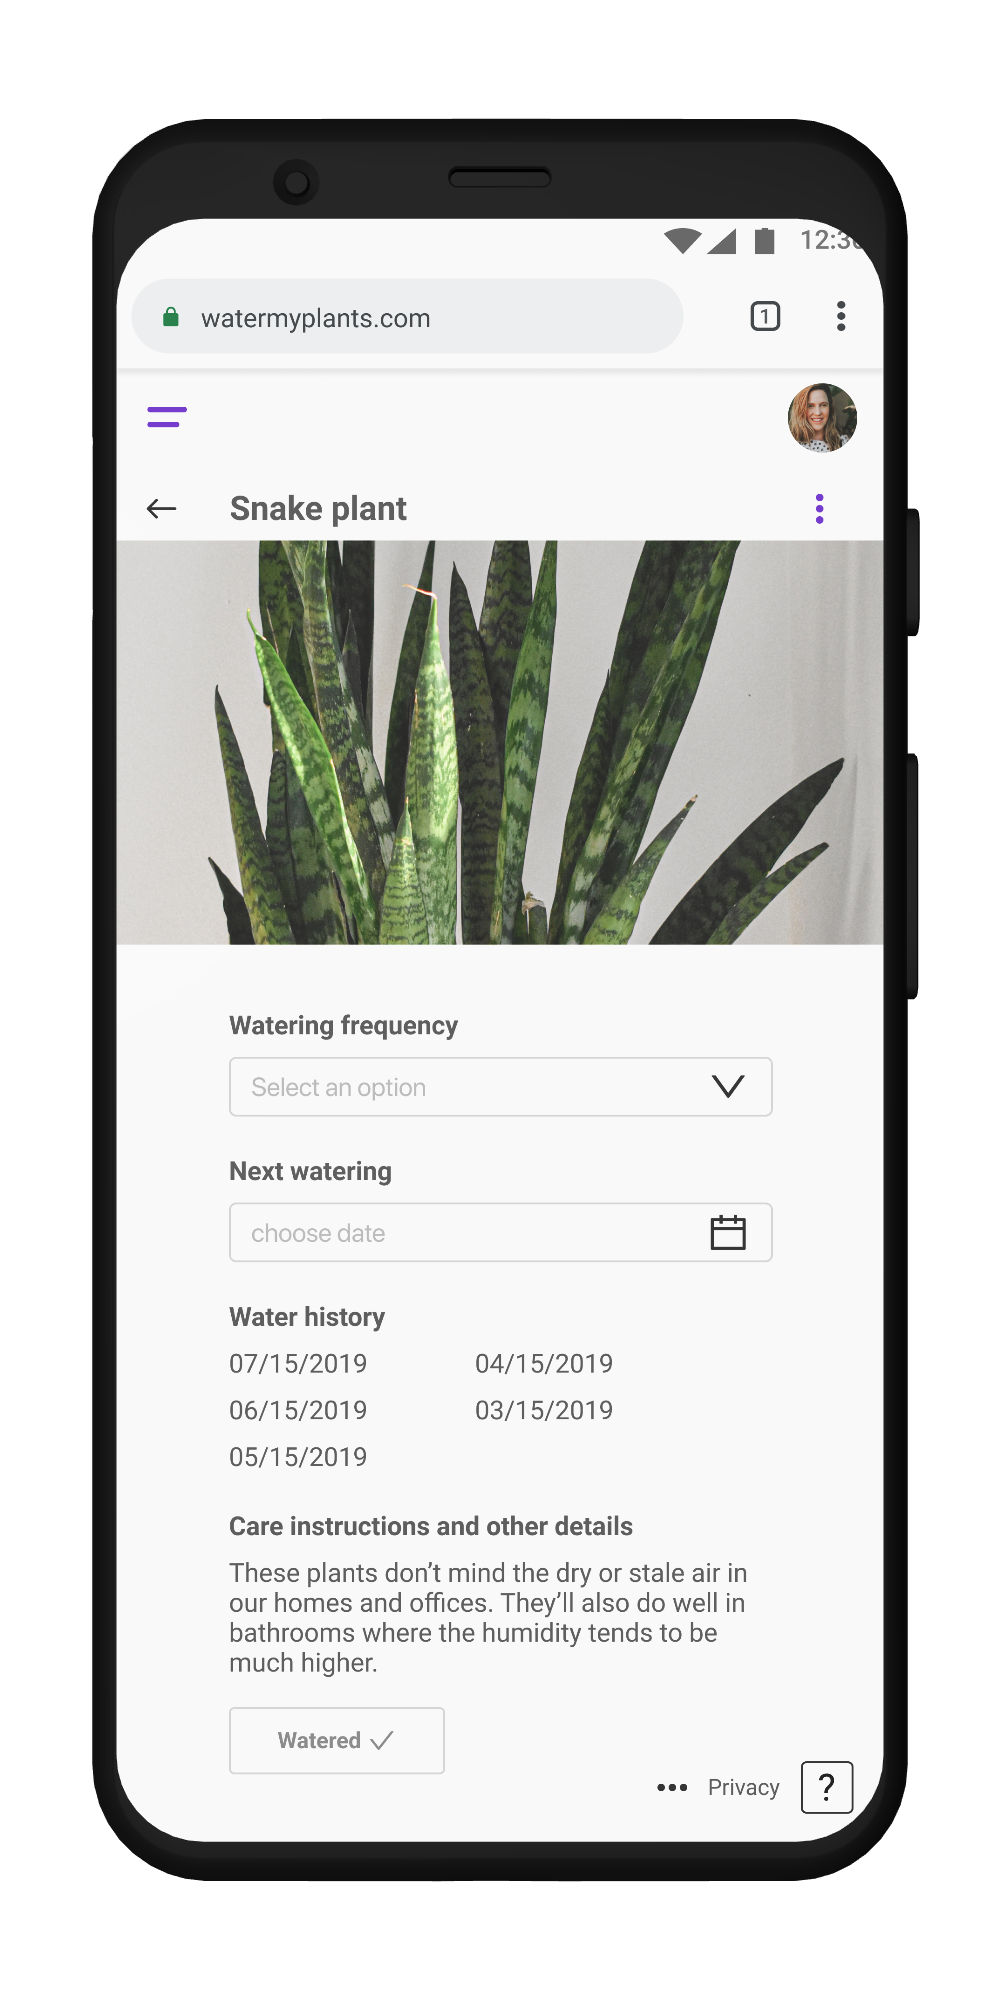 watermyplants.com
1
Snake plant
Watering frequency
Select an option
Next watering
choose date
Water history
07/15/2019 04/15/2019
06/15/2019 03/15/2019
05/15/2019
Care instructions and other details
These plants don’t mind the dry or stale air in
our homes and offices. They’ll also do well in
bathrooms where the humidity tends to be
much higher.
Watered ✓
••• Privacy ?